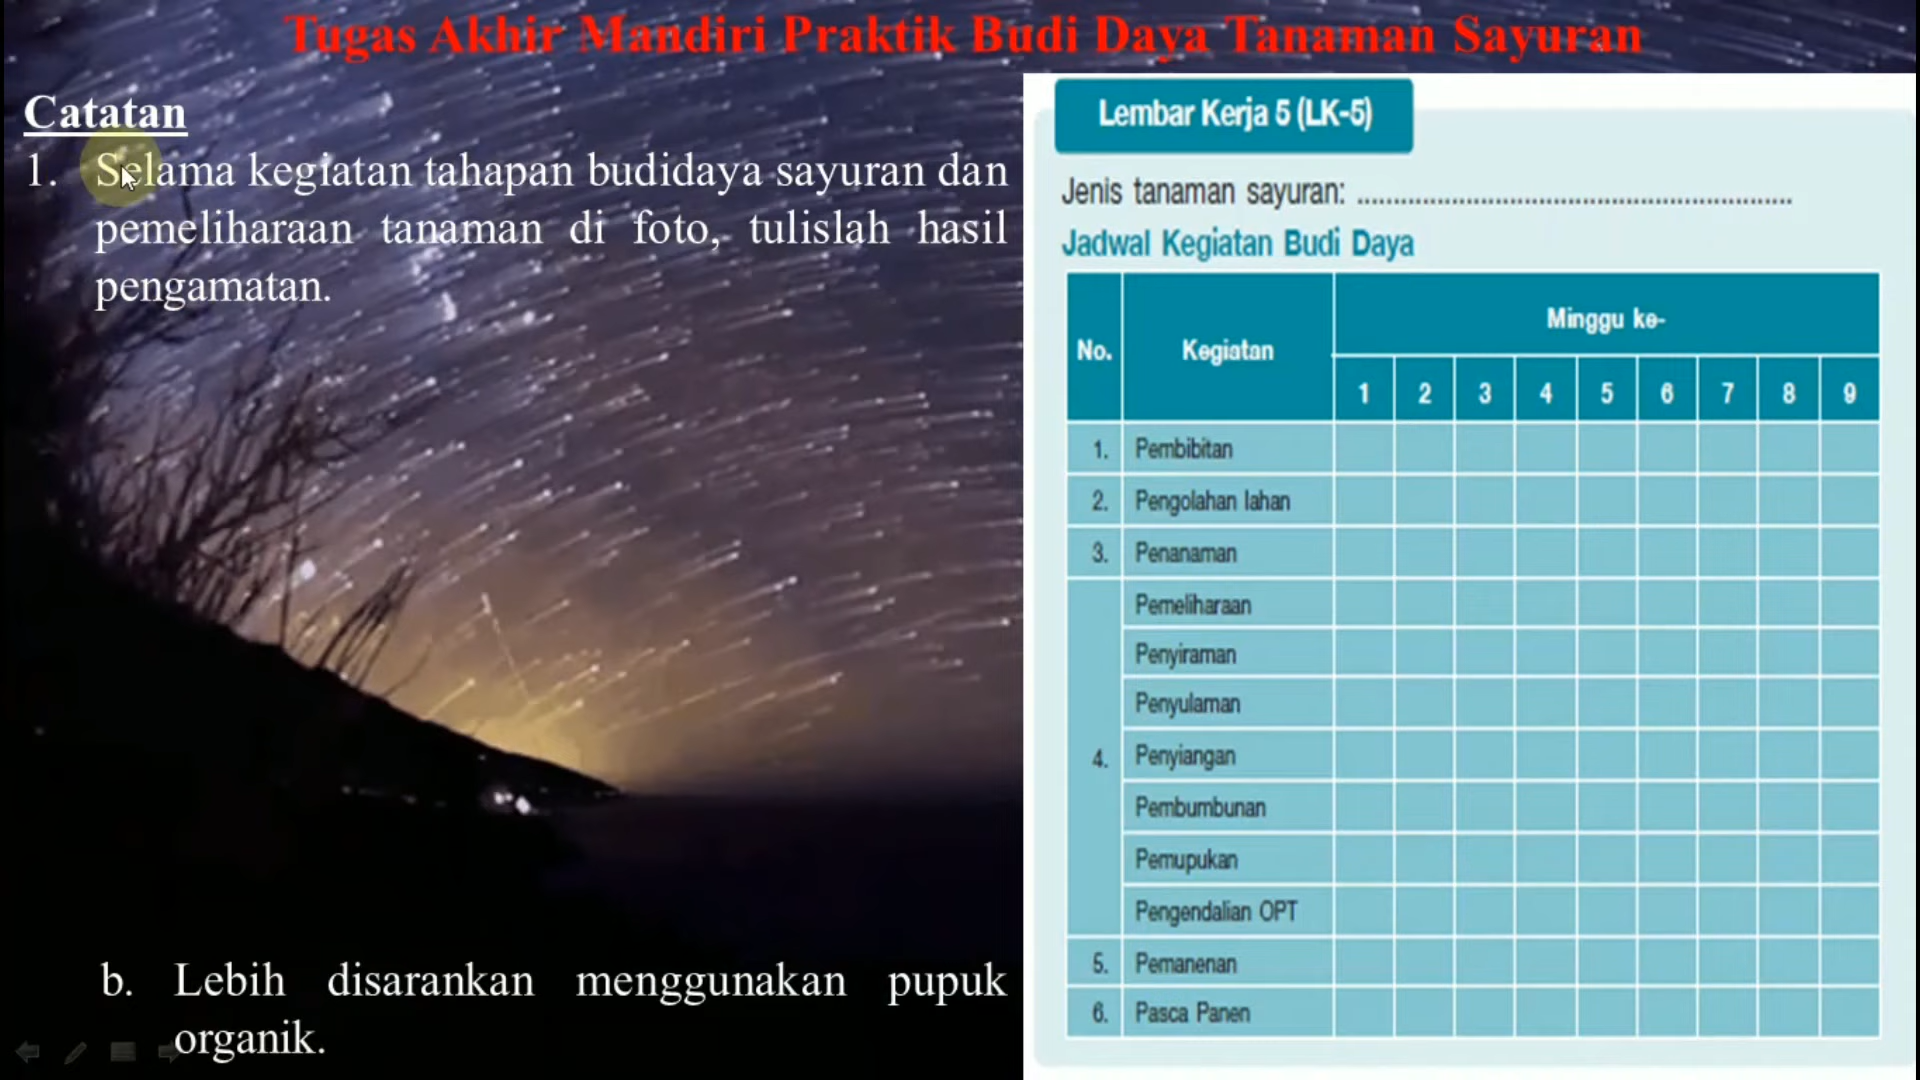 Tugas Akhir Mandiri Praktik Budi Daya Tanaman Sayuran
Catatan
1. Selama kegiatan tahapan budidaya sayuran dan
pemeliharaan tanaman di foto, tulislah hasil
pengamatan.
b. Lebih disarankan menggunakan pupuk
organik.
Lembar Kerja 5 (LK-5)
Jenis tanaman sayuran: ............................................................
Jadwal Kegiatan Budi Daya
No. Kegiatan Minggu ke-
1 2 3 4 5 6 7 8 9
1. Pembibitan
2. Pengolahan lahan
3. Penanaman
4. Pemeliharaan
Penyiraman
Penyulaman
Penyiangan
Pembumbunan
Pemupukan
Pengendalian OPT
5. Pemanenan
6. Pasca Panen